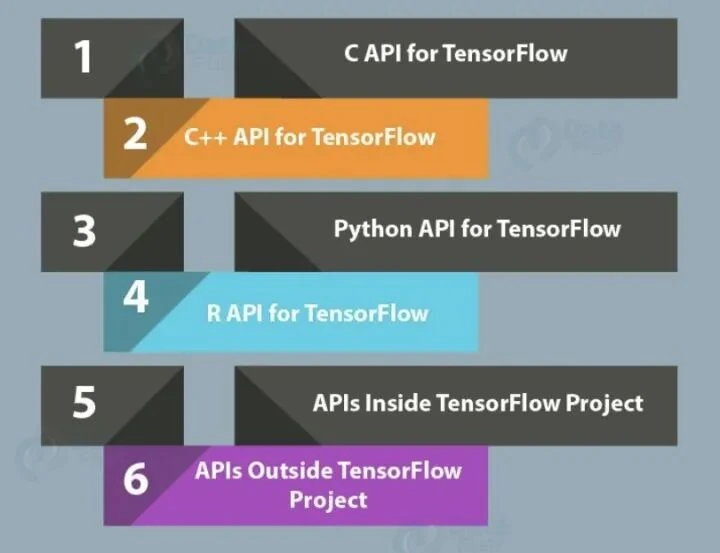 1
C API for TensorFlow
2
C++ API for TensorFlow
3
Python API for TensorFlow
4
R API for TensorFlow
5
APIs Inside TensorFlow Project
6
APIs Outside TensorFlow
Project